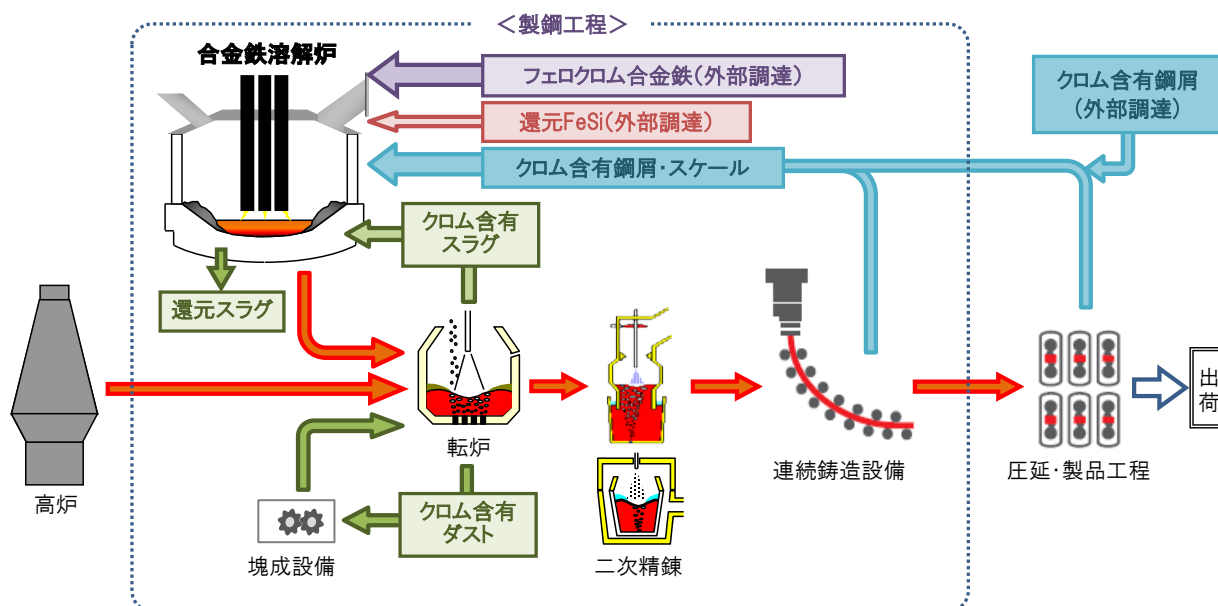 ＜製鋼工程＞
合金鉄溶解炉
フェロクロム合金鉄（外部調達）
還元FeSi（外部調達）
クロム含有鋼屑・スケール
クロム含有鋼屑
（外部調達）
クロム含有
スラグ
還元スラグ
高炉
転炉
クロム含有
ダスト
塊成設備
二次精錬
連続鋳造設備
圧延・製品工程
出
荷